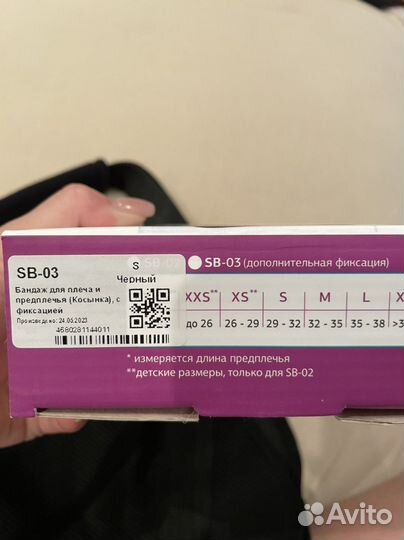 SB-03
S
Черный
Бандаж для плеча и
предплечья (Косынка), с
фиксацией
Произведено: 24.05.2023
4680281144011
SB-03 (дополнительная фиксация)
XXS** XS** S M L X
до 26 26 - 29 29 - 32 32 - 35 35 - 38 >3
* измеряется длина предплечья
**детские размеры, только для SB-02
Avito